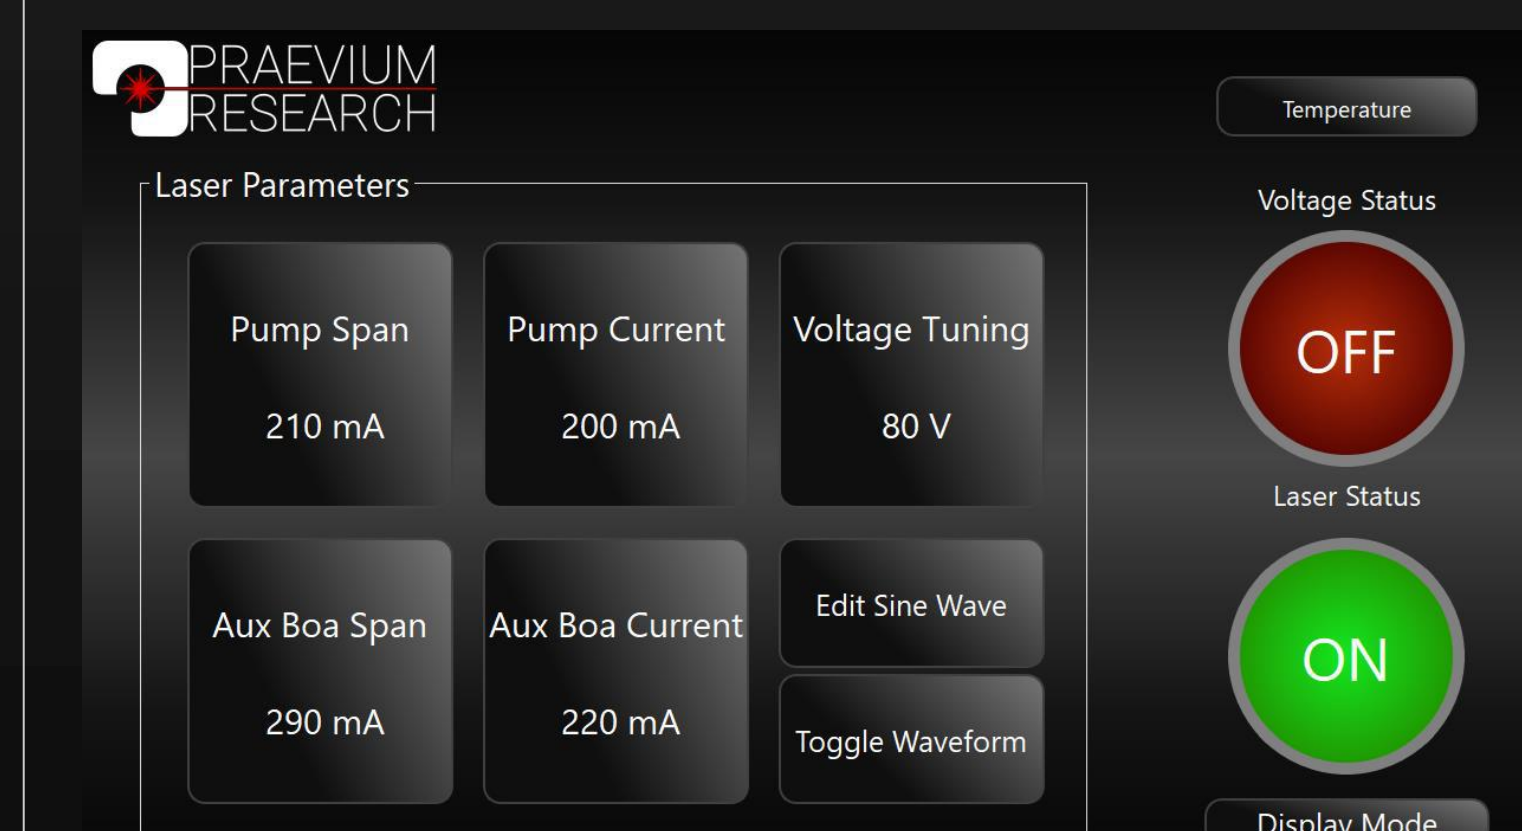 PRAEVIUM
RESEARCH
Temperature
Laser Parameters
Voltage Status
Pump Span
Pump Current
Voltage Tuning
OFF
210 mA
200 mA
80 V
Laser Status
Aux Boa Span
Aux Boa Current
Edit Sine Wave
ON
290 mA
220 mA
Toggle Waveform
Display Mode